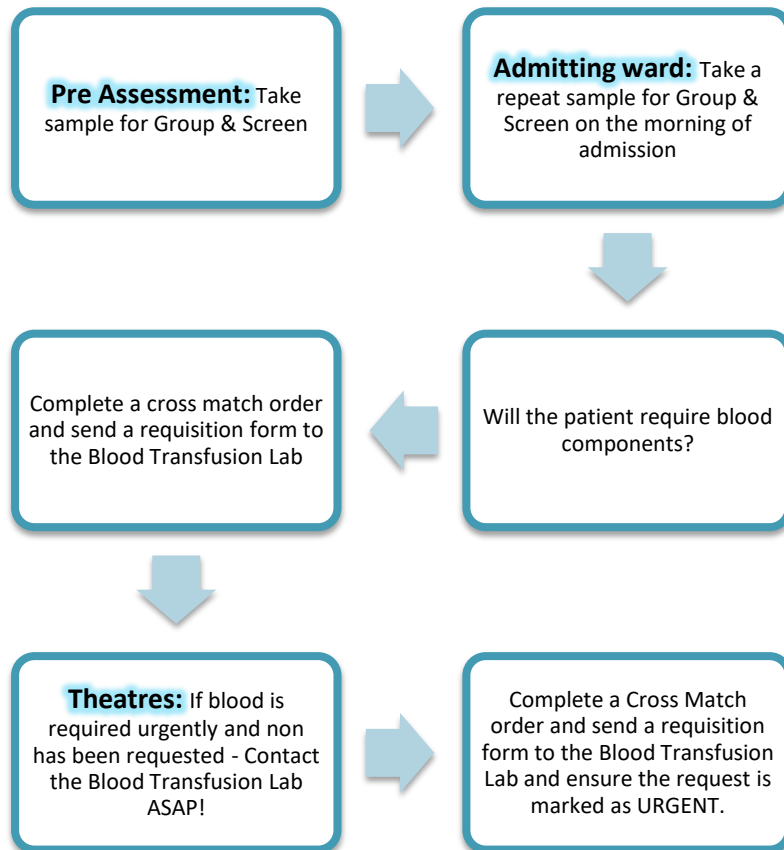 Pre Assessment: Take
sample for Group & Screen
Admitting ward: Take a
repeat sample for Group &
Screen on the morning of
admission
Will the patient require blood
components?
Complete a cross match order
and send a requisition form to
the Blood Transfusion Lab
Theatres: If blood is
required urgently and non
has been requested - Contact
the Blood Transfusion Lab
ASAP!
Complete a Cross Match
order and send a requisition
form to the Blood Transfusion
Lab and ensure the request is
marked as URGENT.